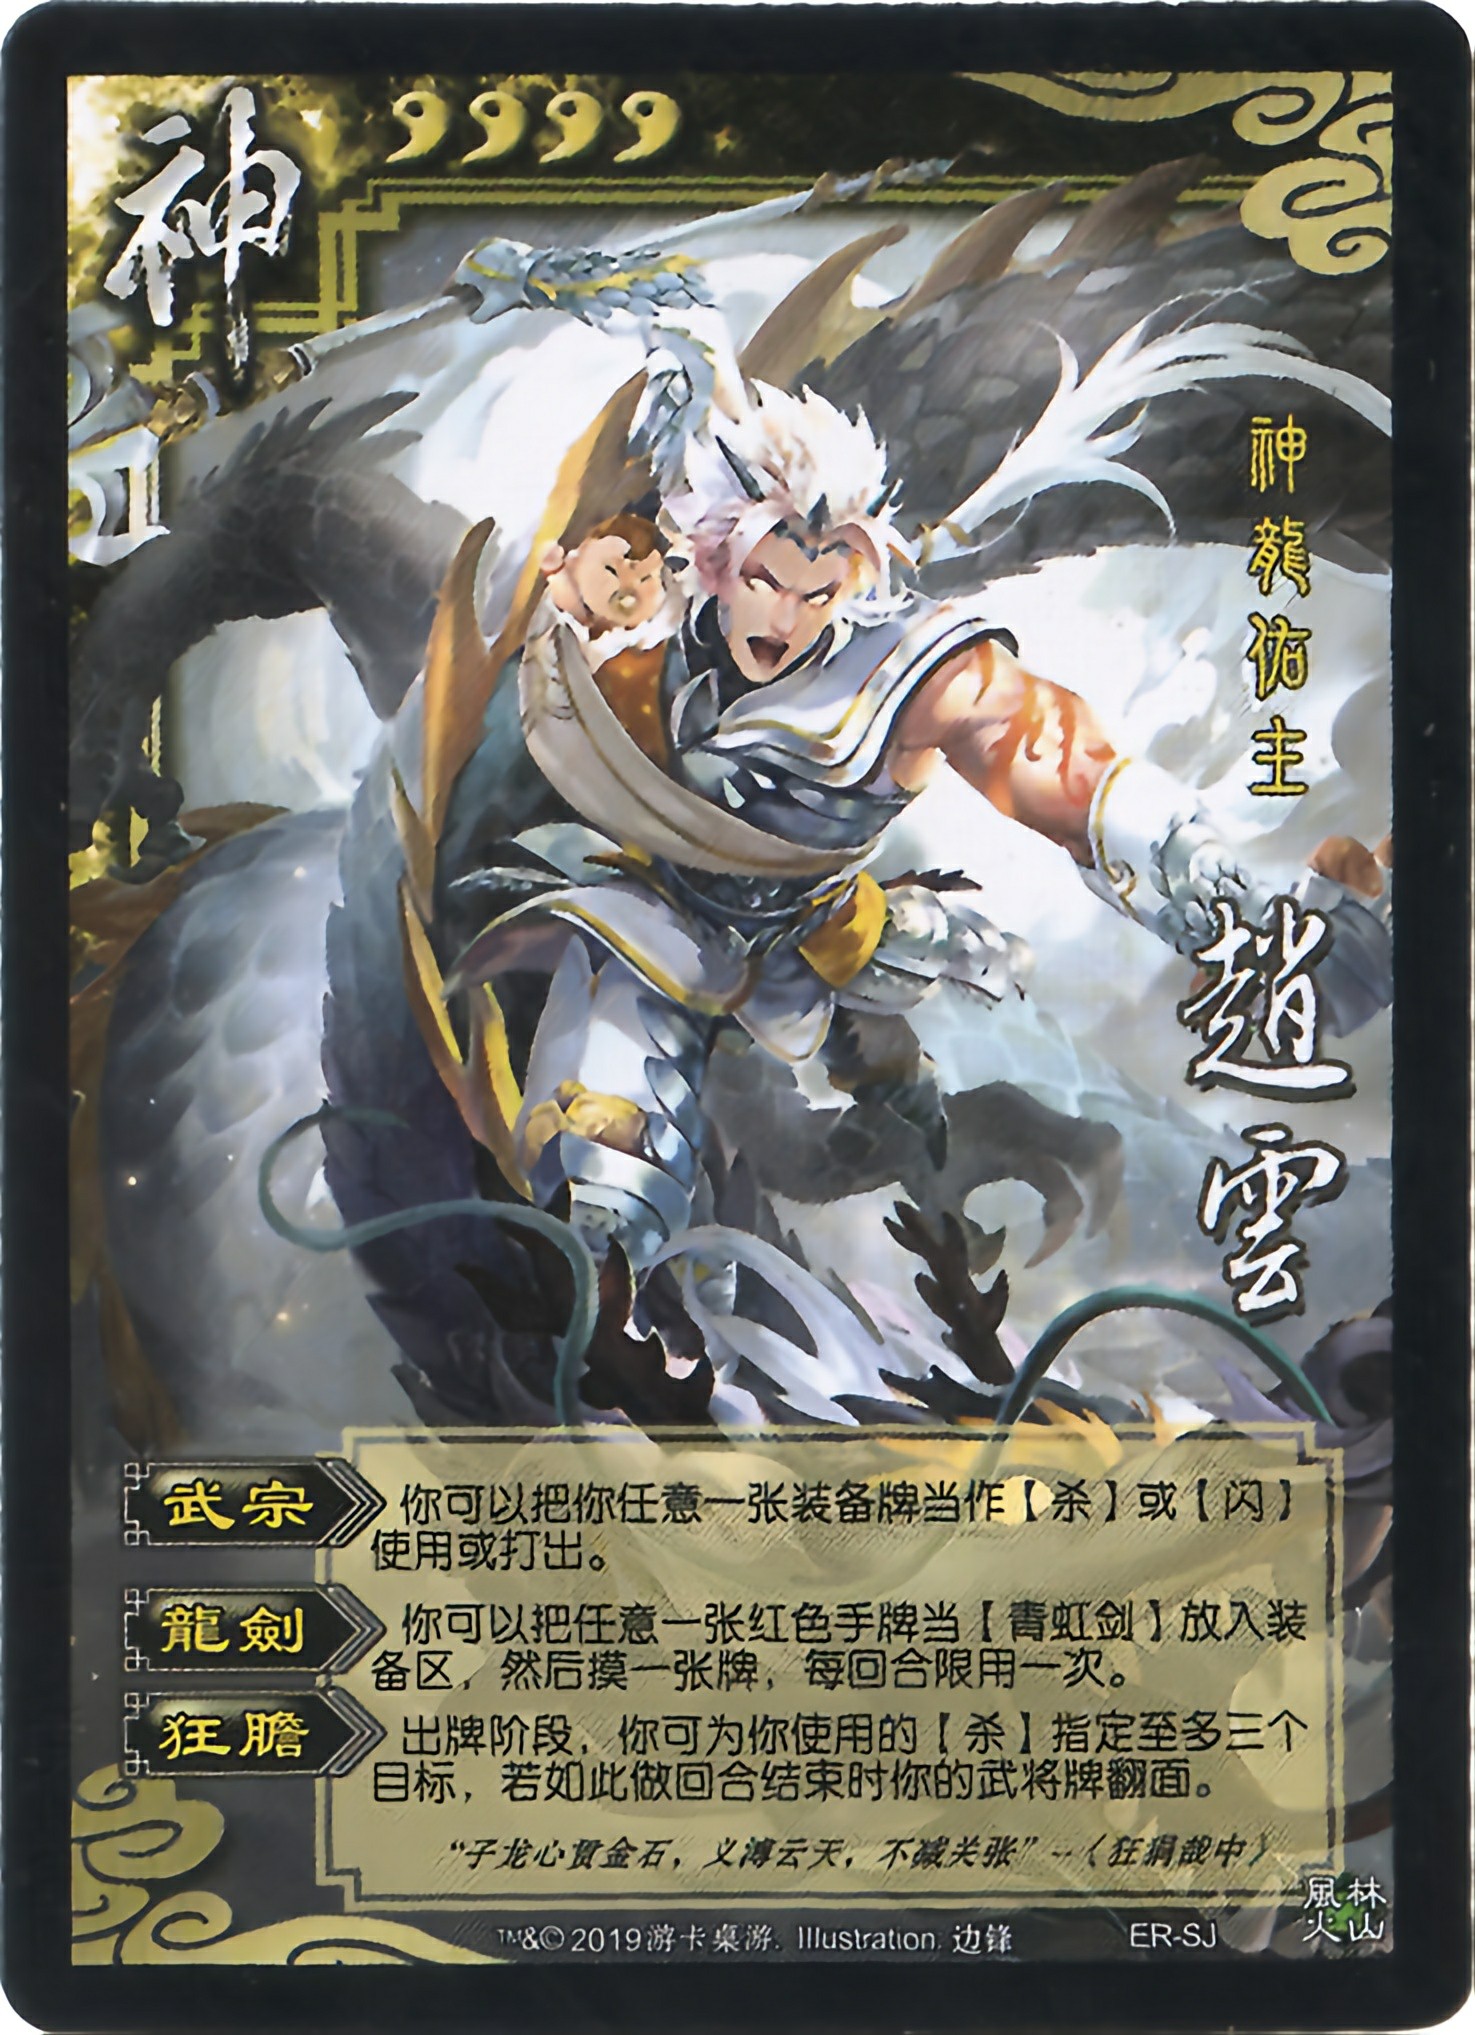 神
神龍佑主
趙雲
武宗
你可以把你任意一张装备牌当作【杀】或【闪】
使用或打出。
龍劍
你可以把任意一张红色手牌当【青虹剑】放入装
备区，然后摸一张牌，每回合限用一次。
狂膽
出牌阶段，你可为你使用的【杀】指定至多三个
目标，若如此做回合结束时你的武将牌翻面。
“子龙心贯金石，义薄云天，不减关张”--（狂狷哉中）
™&©2019游卡桌游. Illustration: 边锋
ER-SJ
風林
火山